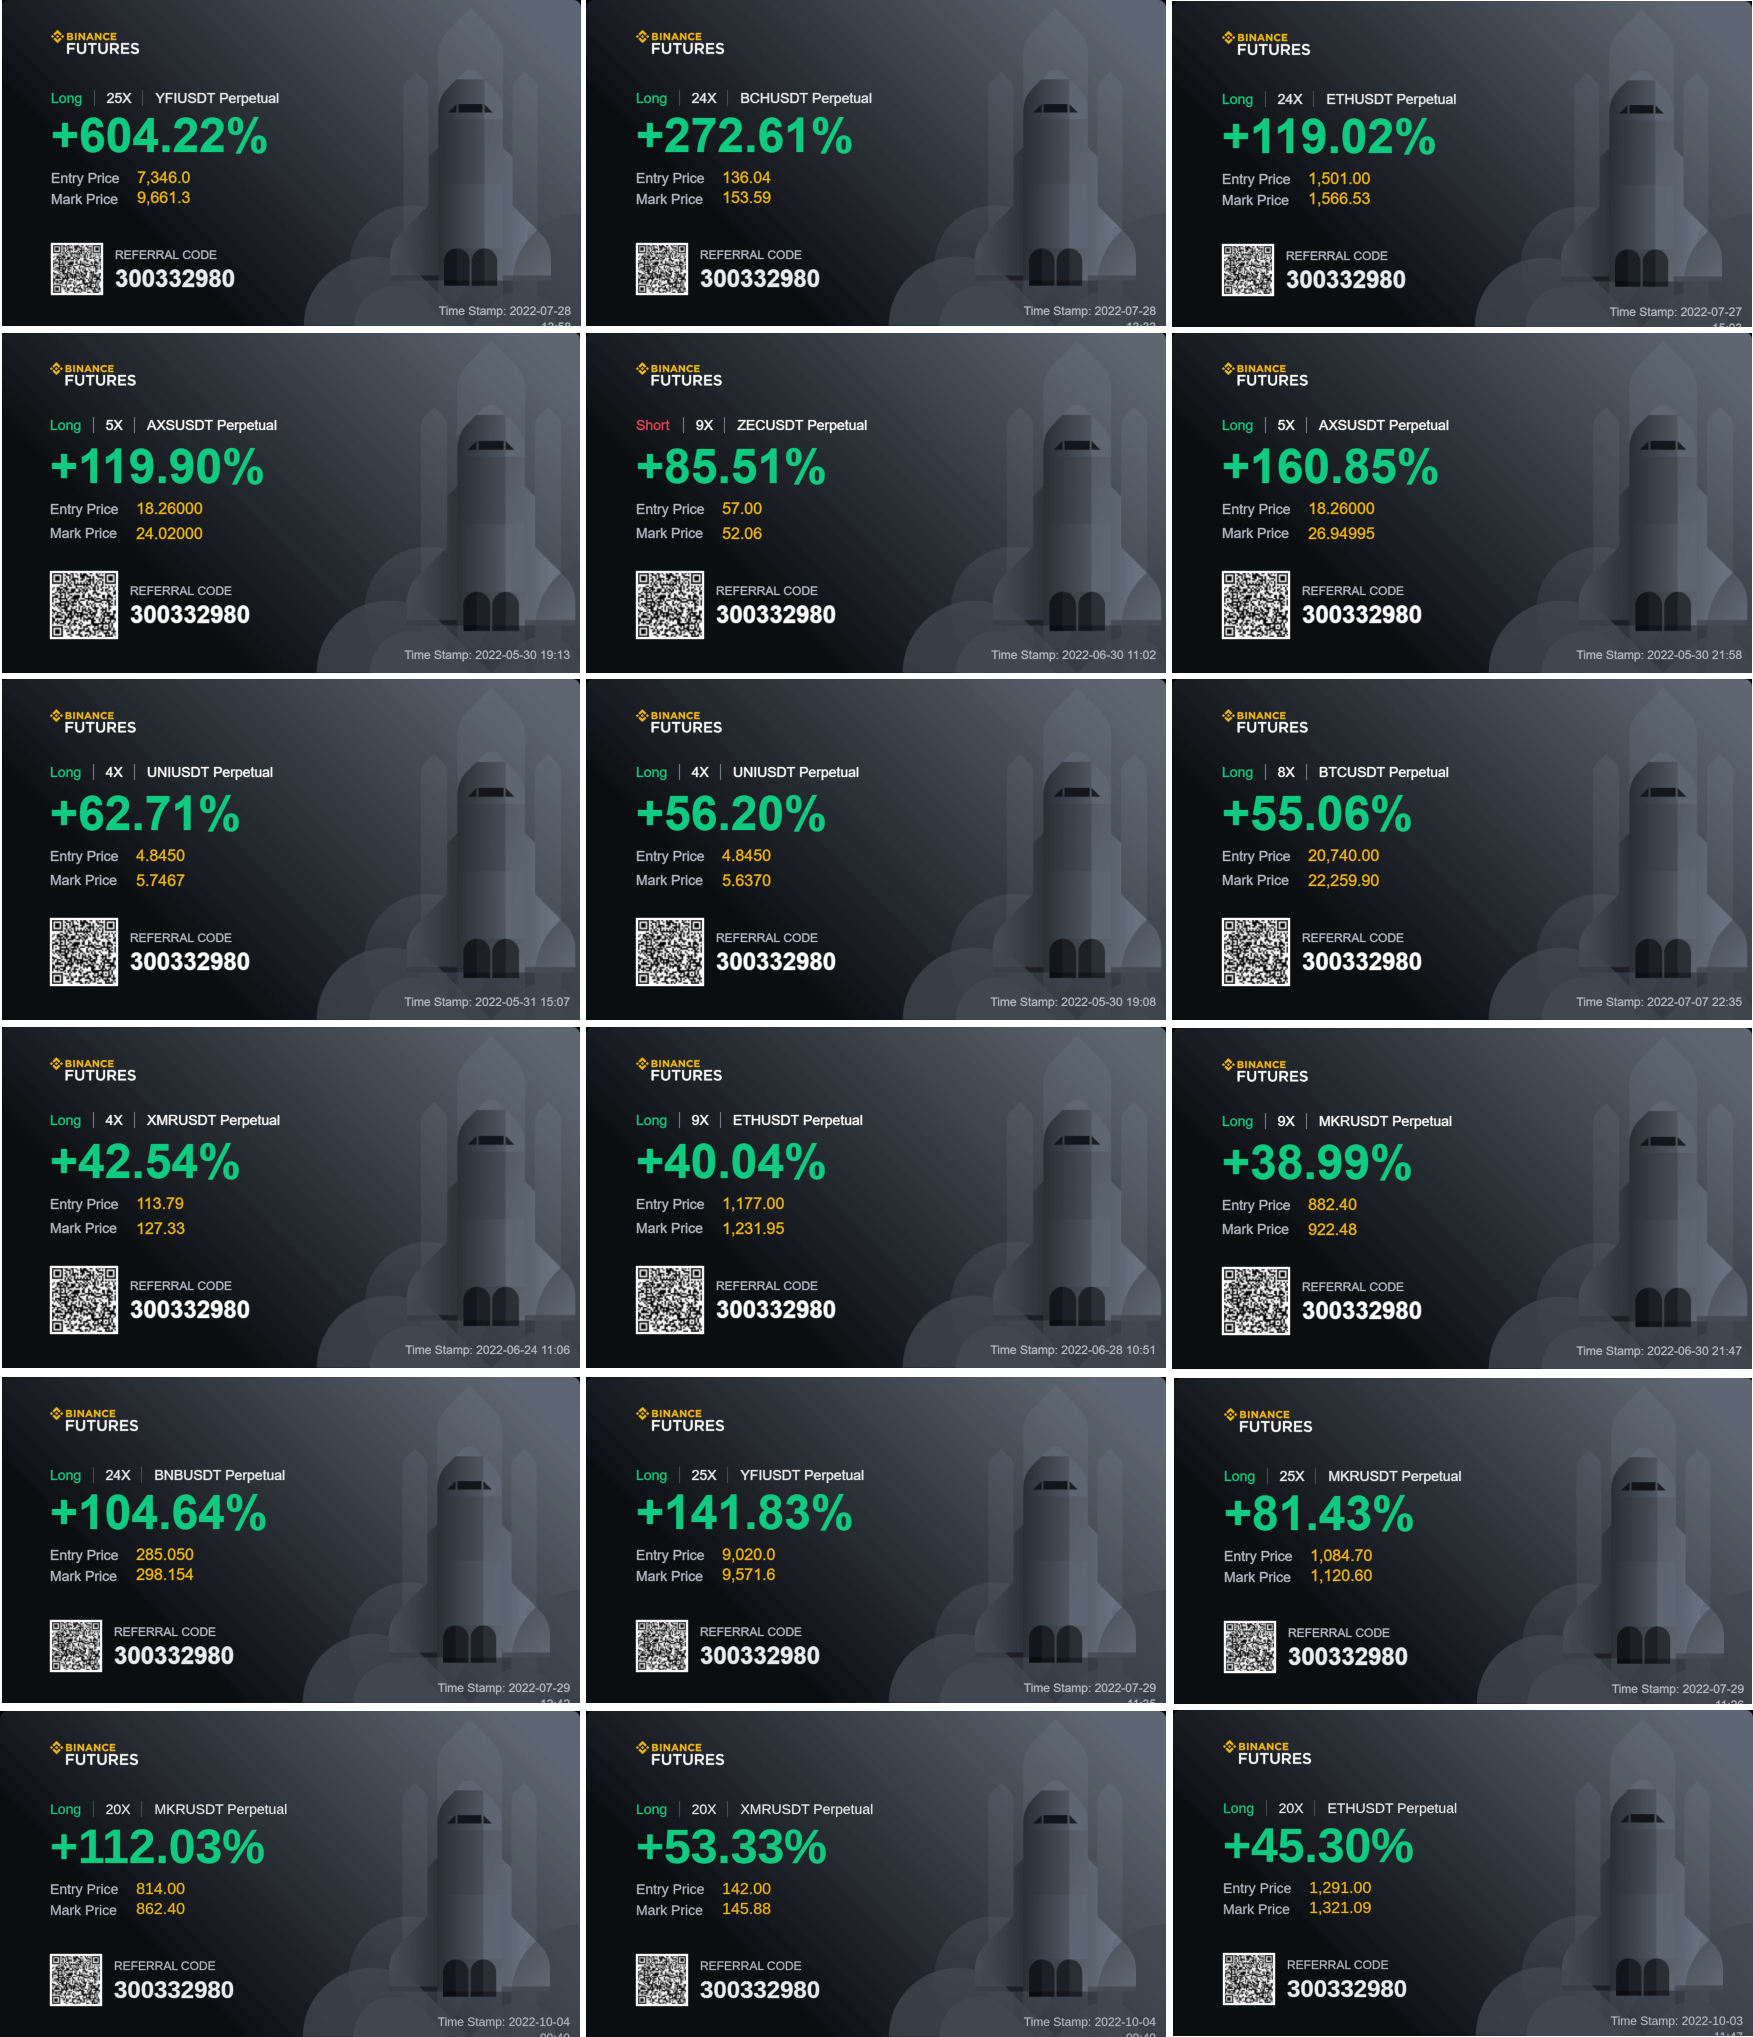 BINANCE
FUTURES
Long 25X YFIUSDT Perpetual
+604.22%
Entry Price 7,346.0
Mark Price 9,661.3
REFERRAL CODE
300332980
Time Stamp: 2022-07-28
BINANCE
FUTURES
Long 24X BCHUSDT Perpetual
+272.61%
Entry Price 136.04
Mark Price 153.59
REFERRAL CODE
300332980
Time Stamp: 2022-07-28
BINANCE
FUTURES
Long 24X ETHUSDT Perpetual
+119.02%
Entry Price 1,501.00
Mark Price 1,566.53
REFERRAL CODE
300332980
Time Stamp: 2022-07-27
BINANCE
FUTURES
Long 5X AXSUSDT Perpetual
+119.90%
Entry Price 18.26000
Mark Price 24.02000
REFERRAL CODE
300332980
Time Stamp: 2022-05-30 19:13
BINANCE
FUTURES
Short 9X ZECUSDT Perpetual
+85.51%
Entry Price 57.00
Mark Price 52.06
REFERRAL CODE
300332980
Time Stamp: 2022-06-30 11:02
BINANCE
FUTURES
Long 5X AXSUSDT Perpetual
+160.85%
Entry Price 18.26000
Mark Price 26.94995
REFERRAL CODE
300332980
Time Stamp: 2022-05-30 21:58
BINANCE
FUTURES
Long 4X UNIUSDT Perpetual
+62.71%
Entry Price 4.8450
Mark Price 5.7467
REFERRAL CODE
300332980
Time Stamp: 2022-05-31 15:07
BINANCE
FUTURES
Long 4X UNIUSDT Perpetual
+56.20%
Entry Price 4.8450
Mark Price 5.6370
REFERRAL CODE
300332980
Time Stamp: 2022-05-30 19:08
BINANCE
FUTURES
Long 8X BTCUSDT Perpetual
+55.06%
Entry Price 20,740.00
Mark Price 22,259.90
REFERRAL CODE
300332980
Time Stamp: 2022-07-07 22:35
BINANCE
FUTURES
Long 4X XMRUSDT Perpetual
+42.54%
Entry Price 113.79
Mark Price 127.33
REFERRAL CODE
300332980
Time Stamp: 2022-06-24 11:06
BINANCE
FUTURES
Long 9X ETHUSDT Perpetual
+40.04%
Entry Price 1,177.00
Mark Price 1,231.95
REFERRAL CODE
300332980
Time Stamp: 2022-06-28 10:51
BINANCE
FUTURES
Long 9X MKRUSDT Perpetual
+38.99%
Entry Price 882.40
Mark Price 922.48
REFERRAL CODE
300332980
Time Stamp: 2022-06-30 21:47
BINANCE
FUTURES
Long 24X BNBUSDT Perpetual
+104.64%
Entry Price 285.050
Mark Price 298.154
REFERRAL CODE
300332980
Time Stamp: 2022-07-29
BINANCE
FUTURES
Long 25X YFIUSDT Perpetual
+141.83%
Entry Price 9,020.0
Mark Price 9,571.6
REFERRAL CODE
300332980
Time Stamp: 2022-07-29
BINANCE
FUTURES
Long 25X MKRUSDT Perpetual
+81.43%
Entry Price 1,084.70
Mark Price 1,120.60
REFERRAL CODE
300332980
Time Stamp: 2022-07-29
BINANCE
FUTURES
Long 20X MKRUSDT Perpetual
+112.03%
Entry Price 814.00
Mark Price 862.40
REFERRAL CODE
300332980
Time Stamp: 2022-10-04
BINANCE
FUTURES
Long 20X XMRUSDT Perpetual
+53.33%
Entry Price 142.00
Mark Price 145.88
REFERRAL CODE
300332980
Time Stamp: 2022-10-04
BINANCE
FUTURES
Long 20X ETHUSDT Perpetual
+45.30%
Entry Price 1,291.00
Mark Price 1,321.09
REFERRAL CODE
300332980
Time Stamp: 2022-10-03